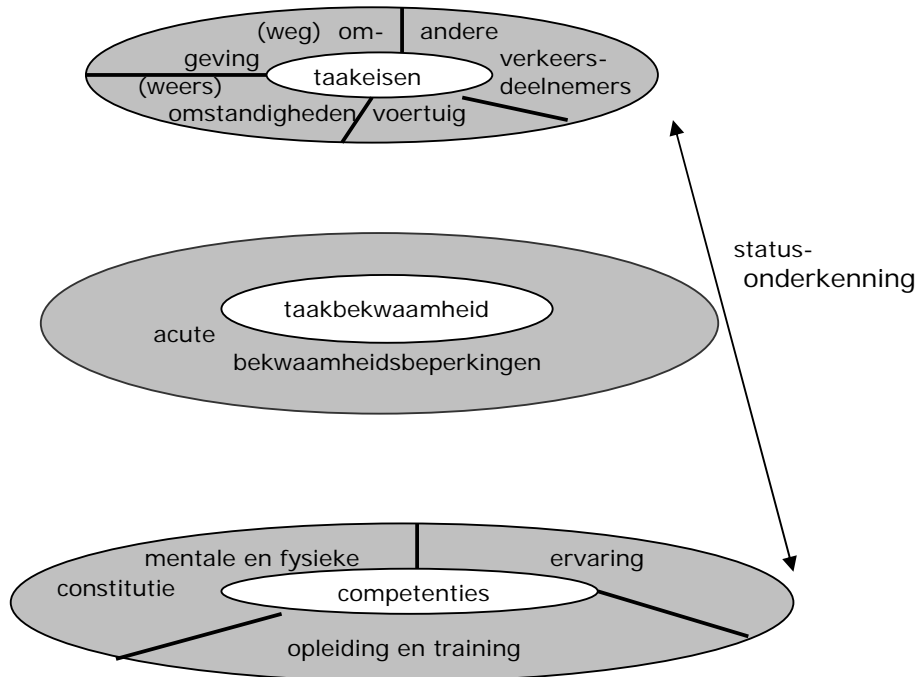 (weg) om-
geving
andere
verkeers-
deelnemers
taakeisen
(weers)
omstandigheden
voertuig
status-
onderkenning
taakbekwaamheid
acute
bekwaamheidsbeperkingen
mentale en fysieke
constitutie
ervaring
competenties
opleiding en training